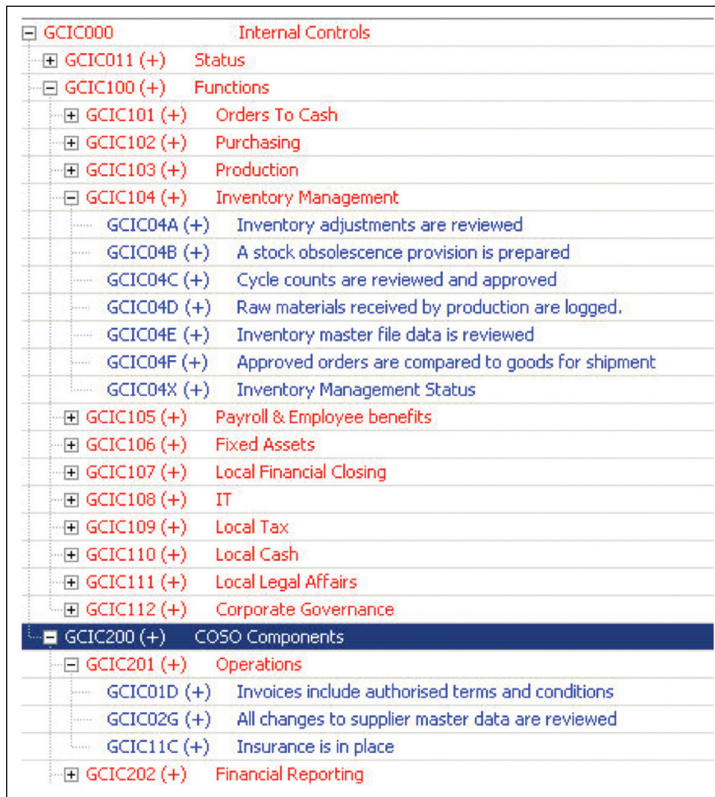 GCIC000 Internal Controls
GCIC011 (+) Status
GCIC100 (+) Functions
GCIC101 (+) Orders To Cash
GCIC102 (+) Purchasing
GCIC103 (+) Production
GCIC104 (+) Inventory Management
GCIC04A (+) Inventory adjustments are reviewed
GCIC04B (+) A stock obsolescence provision is prepared
GCIC04C (+) Cycle counts are reviewed and approved
GCIC04D (+) Raw materials received by production are logged.
GCIC04E (+) Inventory master file data is reviewed
GCIC04F (+) Approved orders are compared to goods for shipment
GCIC04X (+) Inventory Management Status
GCIC105 (+) Payroll & Employee benefits
GCIC106 (+) Fixed Assets
GCIC107 (+) Local Financial Closing
GCIC108 (+) IT
GCIC109 (+) Local Tax
GCIC110 (+) Local Cash
GCIC111 (+) Local Legal Affairs
GCIC112 (+) Corporate Governance
GCIC200 (+) COSO Components
GCIC201 (+) Operations
GCIC01D (+) Invoices include authorised terms and conditions
GCIC02G (+) All changes to supplier master data are reviewed
GCIC11C (+) Insurance is in place
GCIC202 (+) Financial Reporting